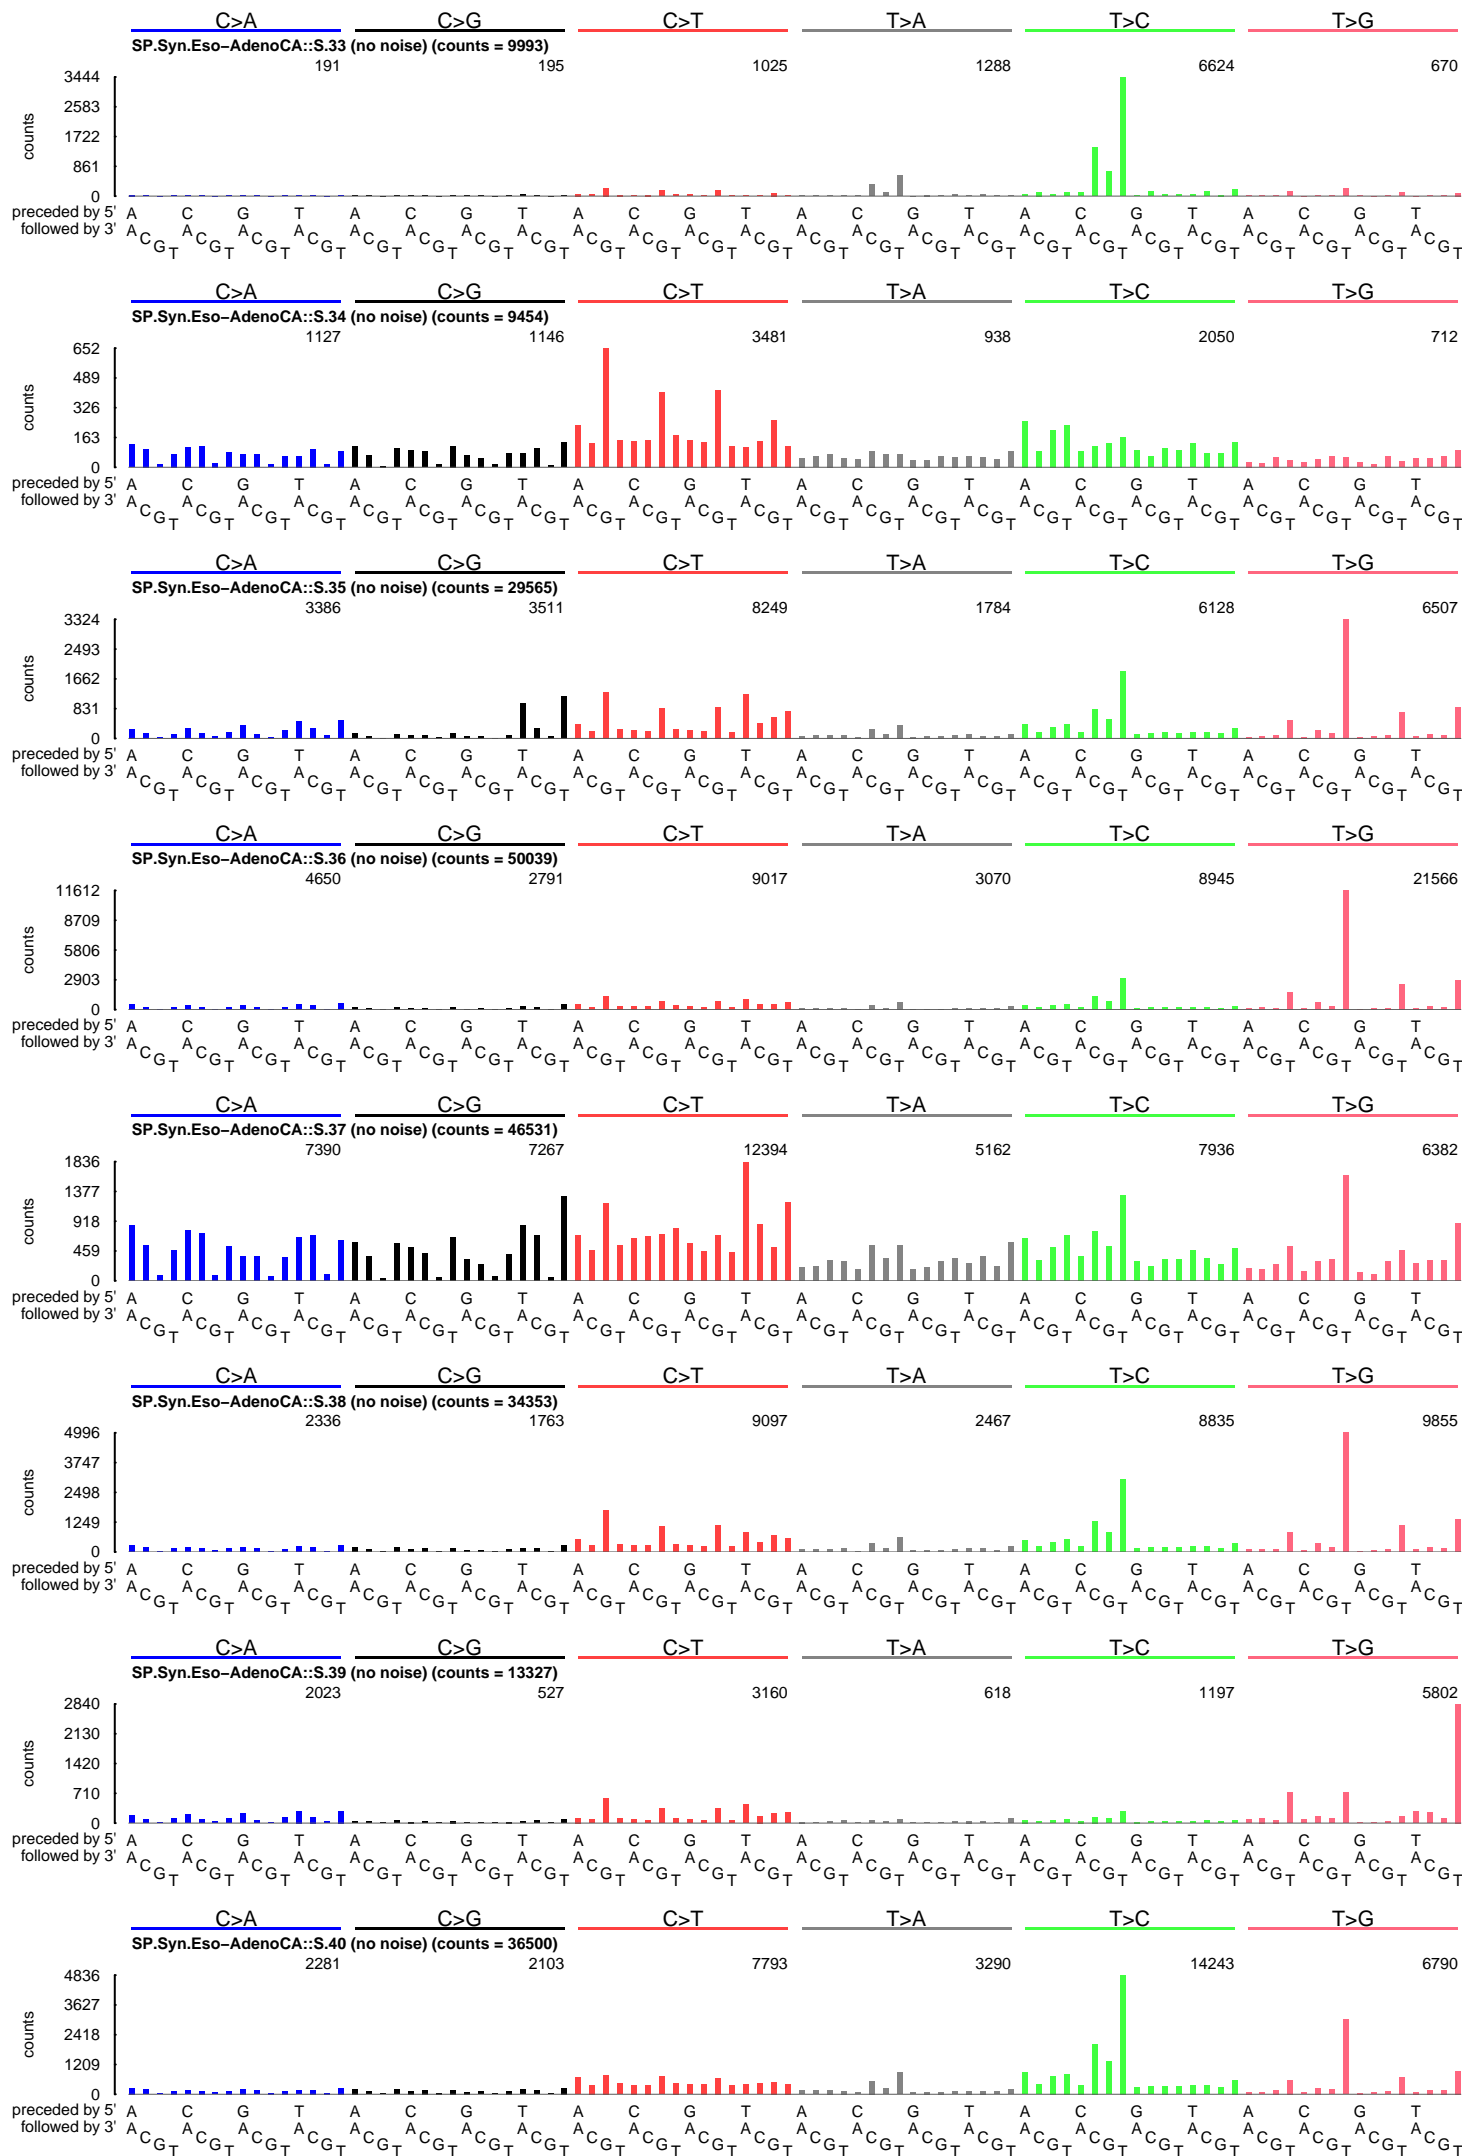 C>A C>G C>T T>A T>C T>G
SP.Syn.Eso−AdenoCA::S.33 (no noise) (counts = 9993)
191 195 1025 1288 6624 670
3444
2583
1722
861
0
counts
preceded by 5' A C G T A C G T A C G T A C G T A C G T A C G T
followed by 3' A C G T A C G T A C G T A C G T A C G T A C G T A C G T A C G T A C G T A C G T A C G T A C G T A C G T A C G T A C G T A C G T A C G T A C G T A C G T A C G T A C G T A C G T A C G T A C G T
C>A C>G C>T T>A T>C T>G
SP.Syn.Eso−AdenoCA::S.34 (no noise) (counts = 9454)
1127 1146 3481 938 2050 712
652
489
326
163
0
counts
preceded by 5' A C G T A C G T A C G T A C G T A C G T A C G T
followed by 3' A C G T A C G T A C G T A C G T A C G T A C G T A C G T A C G T A C G T A C G T A C G T A C G T A C G T A C G T A C G T A C G T A C G T A C G T A C G T A C G T A C G T A C G T A C G T A C G T
C>A C>G C>T T>A T>C T>G
SP.Syn.Eso−AdenoCA::S.35 (no noise) (counts = 29565)
3386 3511 8249 1784 6128 6507
3324
2493
1662
831
0
counts
preceded by 5' A C G T A C G T A C G T A C G T A C G T A C G T
followed by 3' A C G T A C G T A C G T A C G T A C G T A C G T A C G T A C G T A C G T A C G T A C G T A C G T A C G T A C G T A C G T A C G T A C G T A C G T A C G T A C G T A C G T A C G T A C G T A C G T
C>A C>G C>T T>A T>C T>G
SP.Syn.Eso−AdenoCA::S.36 (no noise) (counts = 50039)
4650 2791 9017 3070 8945 21566
11612
8709
5806
2903
0
counts
preceded by 5' A C G T A C G T A C G T A C G T A C G T A C G T
followed by 3' A C G T A C G T A C G T A C G T A C G T A C G T A C G T A C G T A C G T A C G T A C G T A C G T A C G T A C G T A C G T A C G T A C G T A C G T A C G T A C G T A C G T A C G T A C G T A C G T
C>A C>G C>T T>A T>C T>G
SP.Syn.Eso−AdenoCA::S.37 (no noise) (counts = 46531)
7390 7267 12394 5162 7936 6382
1836
1377
918
459
0
counts
preceded by 5' A C G T A C G T A C G T A C G T A C G T A C G T
followed by 3' A C G T A C G T A C G T A C G T A C G T A C G T A C G T A C G T A C G T A C G T A C G T A C G T A C G T A C G T A C G T A C G T A C G T A C G T A C G T A C G T A C G T A C G T A C G T A C G T
C>A C>G C>T T>A T>C T>G
SP.Syn.Eso−AdenoCA::S.38 (no noise) (counts = 34353)
2336 1763 9097 2467 8835 9855
4996
3747
2498
1249
0
counts
preceded by 5' A C G T A C G T A C G T A C G T A C G T A C G T
followed by 3' A C G T A C G T A C G T A C G T A C G T A C G T A C G T A C G T A C G T A C G T A C G T A C G T A C G T A C G T A C G T A C G T A C G T A C G T A C G T A C G T A C G T A C G T A C G T A C G T
C>A C>G C>T T>A T>C T>G
SP.Syn.Eso−AdenoCA::S.39 (no noise) (counts = 13327)
2023 527 3160 618 1197 5802
2840
2130
1420
710
0
counts
preceded by 5' A C G T A C G T A C G T A C G T A C G T A C G T
followed by 3' A C G T A C G T A C G T A C G T A C G T A C G T A C G T A C G T A C G T A C G T A C G T A C G T A C G T A C G T A C G T A C G T A C G T A C G T A C G T A C G T A C G T A C G T A C G T A C G T
C>A C>G C>T T>A T>C T>G
SP.Syn.Eso−AdenoCA::S.40 (no noise) (counts = 36500)
2281 2103 7793 3290 14243 6790
4836
3627
2418
1209
0
counts
preceded by 5' A C G T A C G T A C G T A C G T A C G T A C G T
followed by 3' A C G T A C G T A C G T A C G T A C G T A C G T A C G T A C G T A C G T A C G T A C G T A C G T A C G T A C G T A C G T A C G T A C G T A C G T A C G T A C G T A C G T A C G T A C G T A C G T